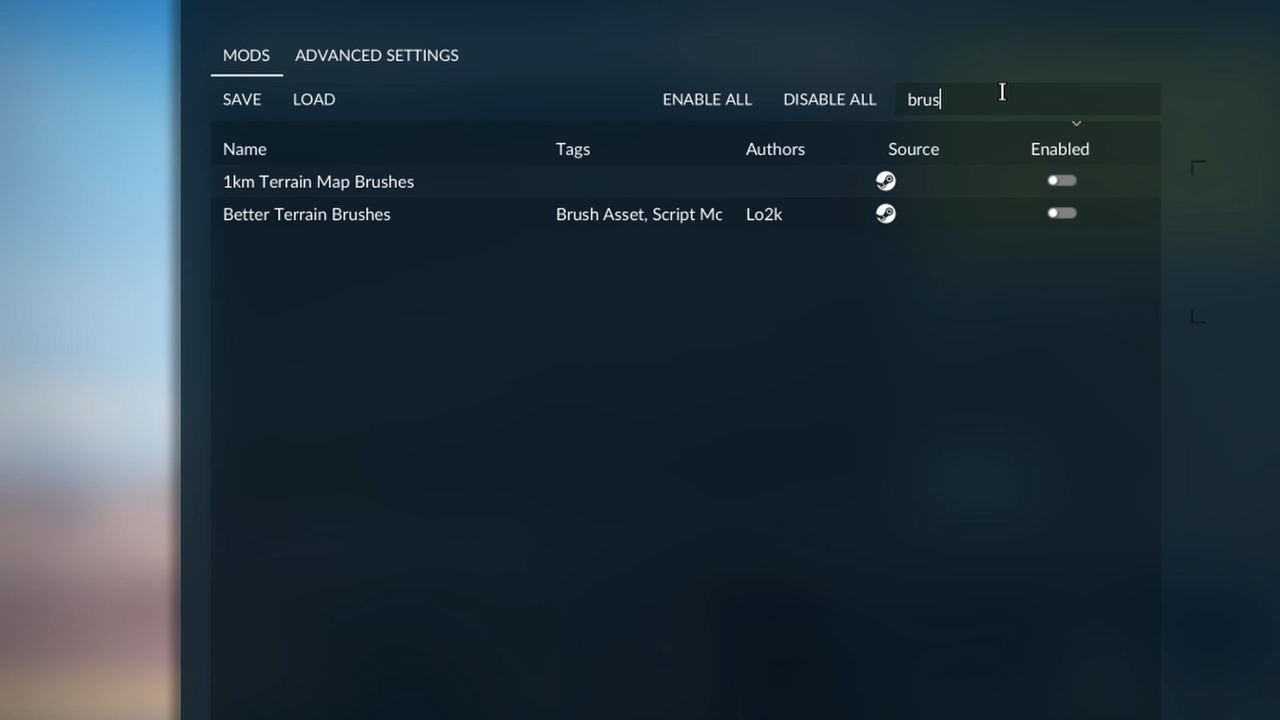 MODS ADVANCED SETTINGS
SAVE LOAD ENABLE ALL DISABLE ALL brus
Name Tags Authors Source Enabled
1km Terrain Map Brushes
Better Terrain Brushes Brush Asset, Script Mc Lo2k